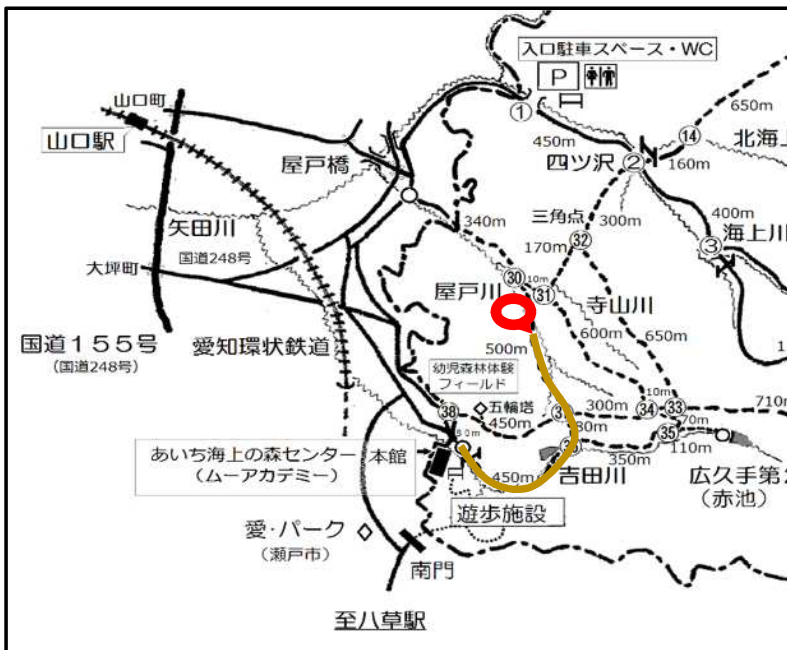 入口駐車スペース・WC
P
山口町
650m
①
山口駅
450m
⑭
北海上
屋戸橋
四ツ沢
②
160m
矢田川
340m
三角点
300m
400m
国道248号
170m
㉜
③
海上川
大坪町
㉚
10m
屋戸川
㉛
寺山川
国道155号
(国道248号)
愛知環状鉄道
600m
650m
500m
幼児森林体験
フィールド
10m
㊳
五輪塔
300m
㉞
㉝
710m
450m
70m
80m
㉟
あいち海上の森センター
(ムーアカデミー)
本館
350m
110m
450m
吉田川
広久手第
(赤池)
遊歩施設
愛・パーク
(瀬戸市)
南門
至八草駅